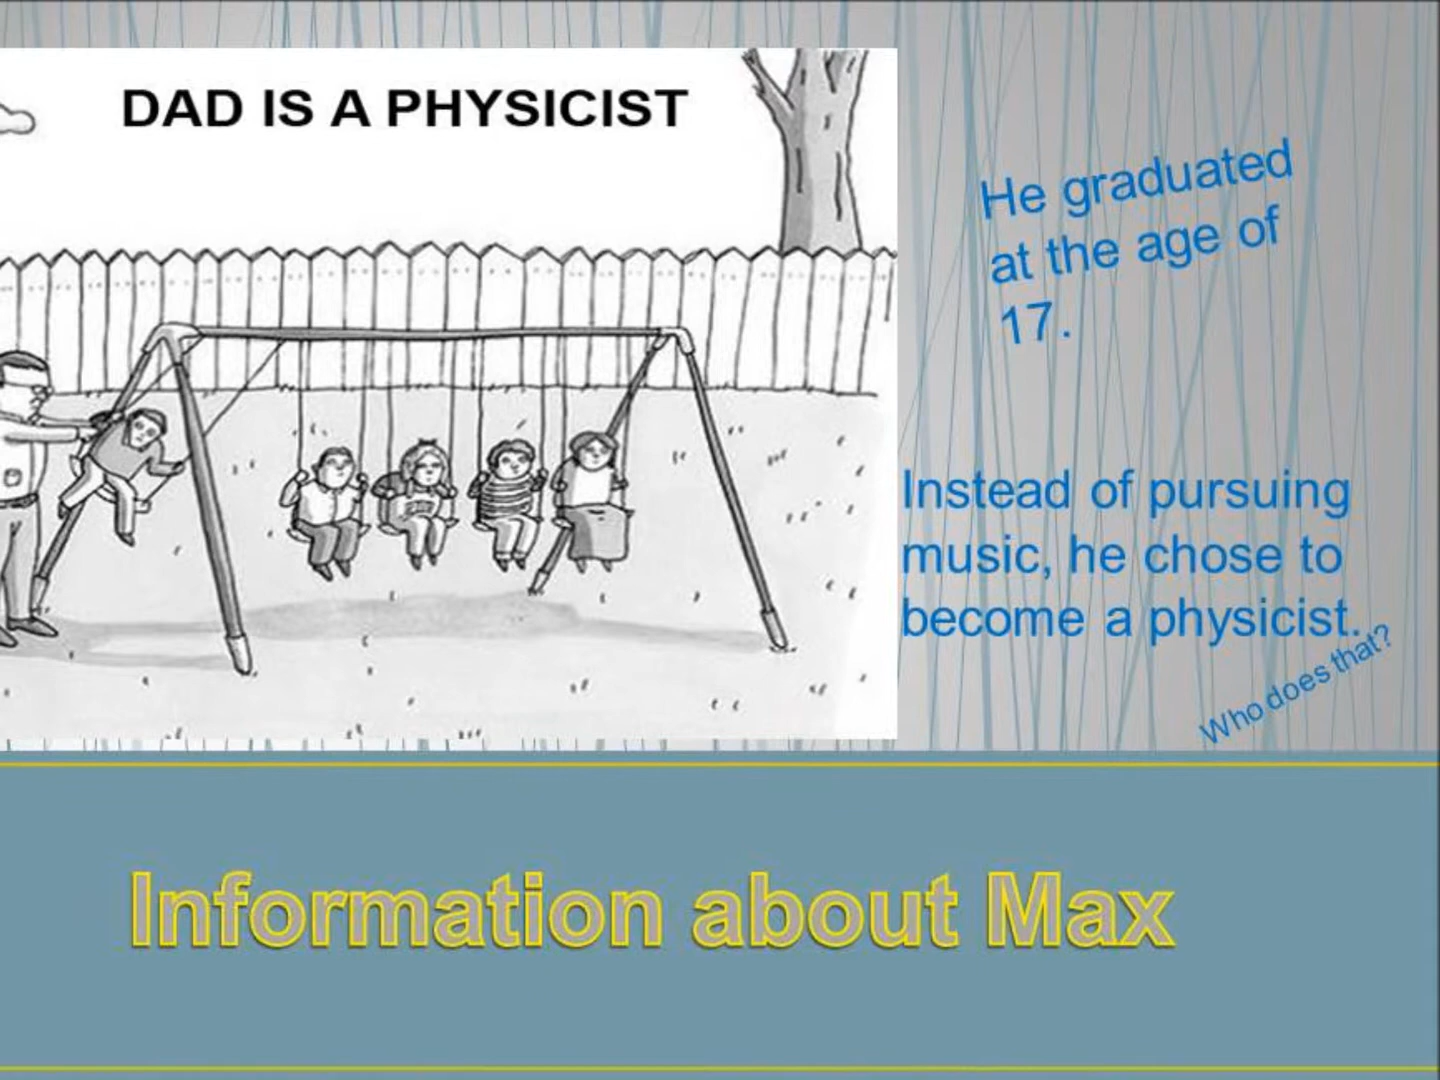 DAD IS A PHYSICIST
He graduated
at the age of
17.
Instead of pursuing
music, he chose to
become a physicist.
Who does that?
Information about Max